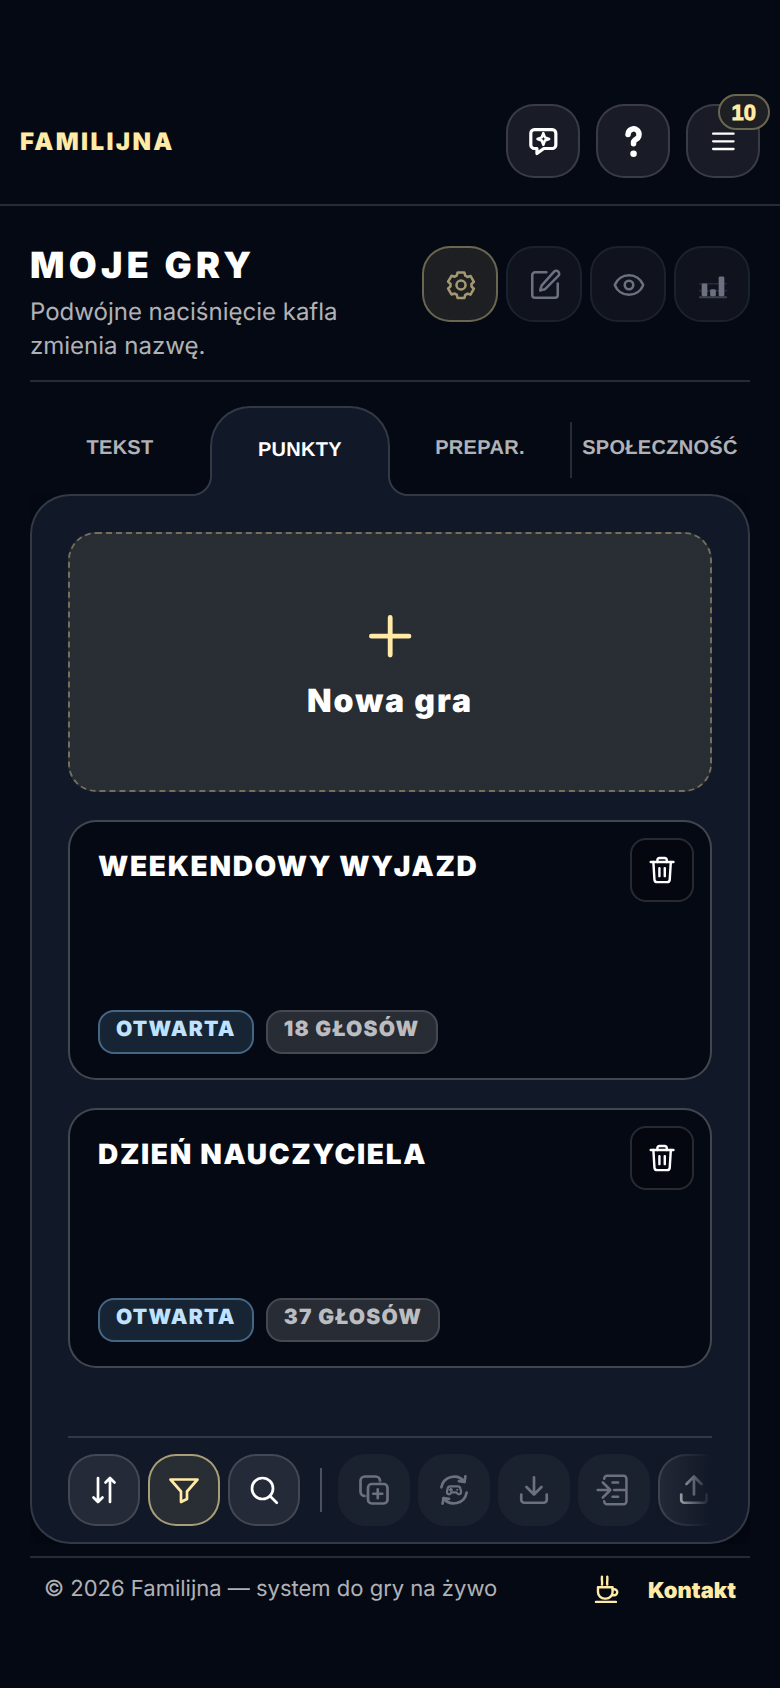 FAMILIJNA
10
MOJE GRY
Podwójne naciśnięcie kafla
zmienia nazwę.
TEKST
PUNKTY
PREPAR.
SPOŁECZNOŚĆ
Nowa gra
WEEKENDOWY WYJAZD
OTWARTA
18 GŁOSÓW
DZIEŃ NAUCZYCIELA
OTWARTA
37 GŁOSÓW
© 2026 Familijna — system do gry na żywo
Kontakt